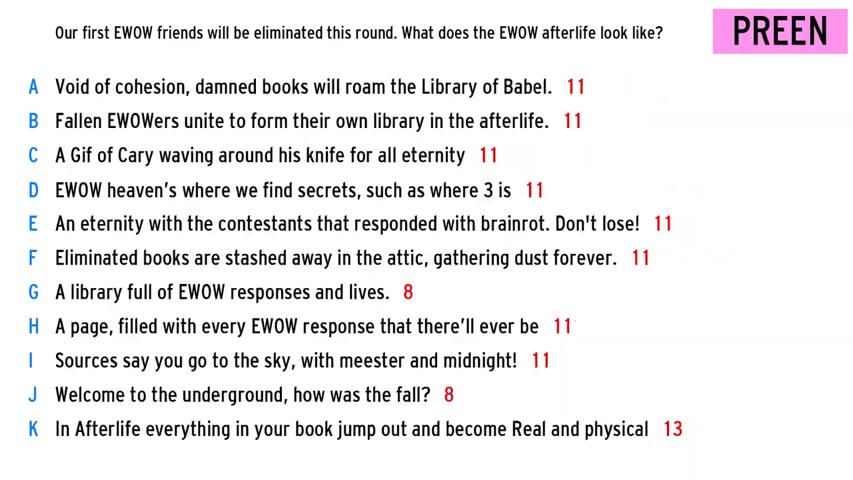 Our first EWOW friends will be eliminated this round. What does the EWOW afterlife look like?
PREEN
A Void of cohesion, damned books will roam the Library of Babel. 11
B Fallen EWOWers unite to form their own library in the afterlife. 11
C A Gif of Cary waving around his knife for all eternity 11
D EWOW heaven’s where we find secrets, such as where 3 is 11
E An eternity with the contestants that responded with brainrot. Don't lose! 11
F Eliminated books are stashed away in the attic, gathering dust forever. 11
G A library full of EWOW responses and lives. 8
H A page, filled with every EWOW response that there’ll ever be 11
I Sources say you go to the sky, with meester and midnight! 11
J Welcome to the underground, how was the fall? 8
K In Afterlife everything in your book jump out and become Real and physical 13